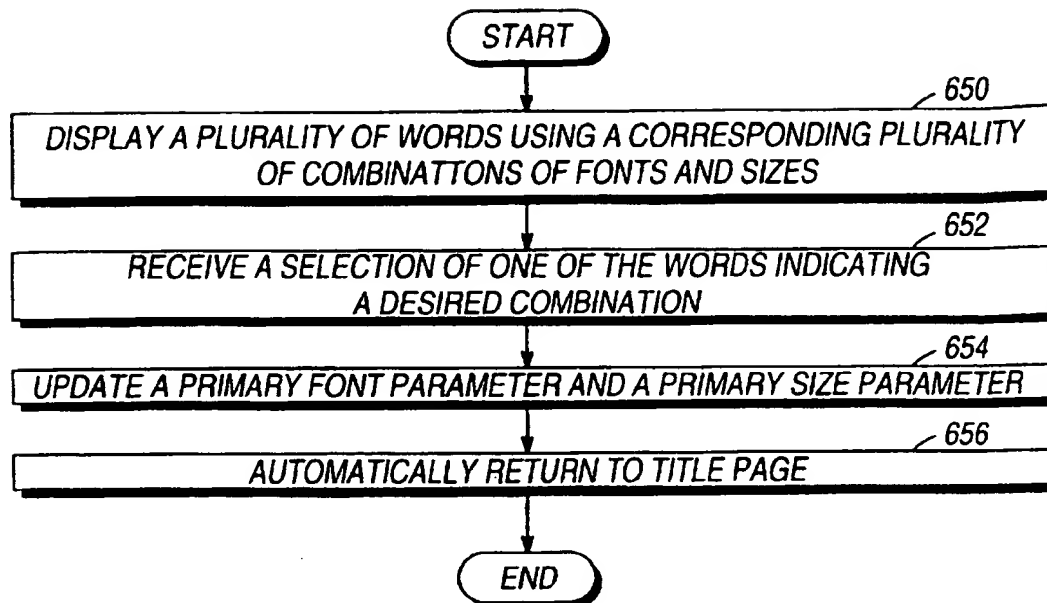 START
650
DISPLAY A PLURALITY OF WORDS USING A CORRESPONDING PLURALITY
OF COMBINATTONS OF FONTS AND SIZES
652
RECEIVE A SELECTION OF ONE OF THE WORDS INDICATING
A DESIRED COMBINATION
654
UPDATE A PRIMARY FONT PARAMETER AND A PRIMARY SIZE PARAMETER
656
AUTOMATICALLY RETURN TO TITLE PAGE
END